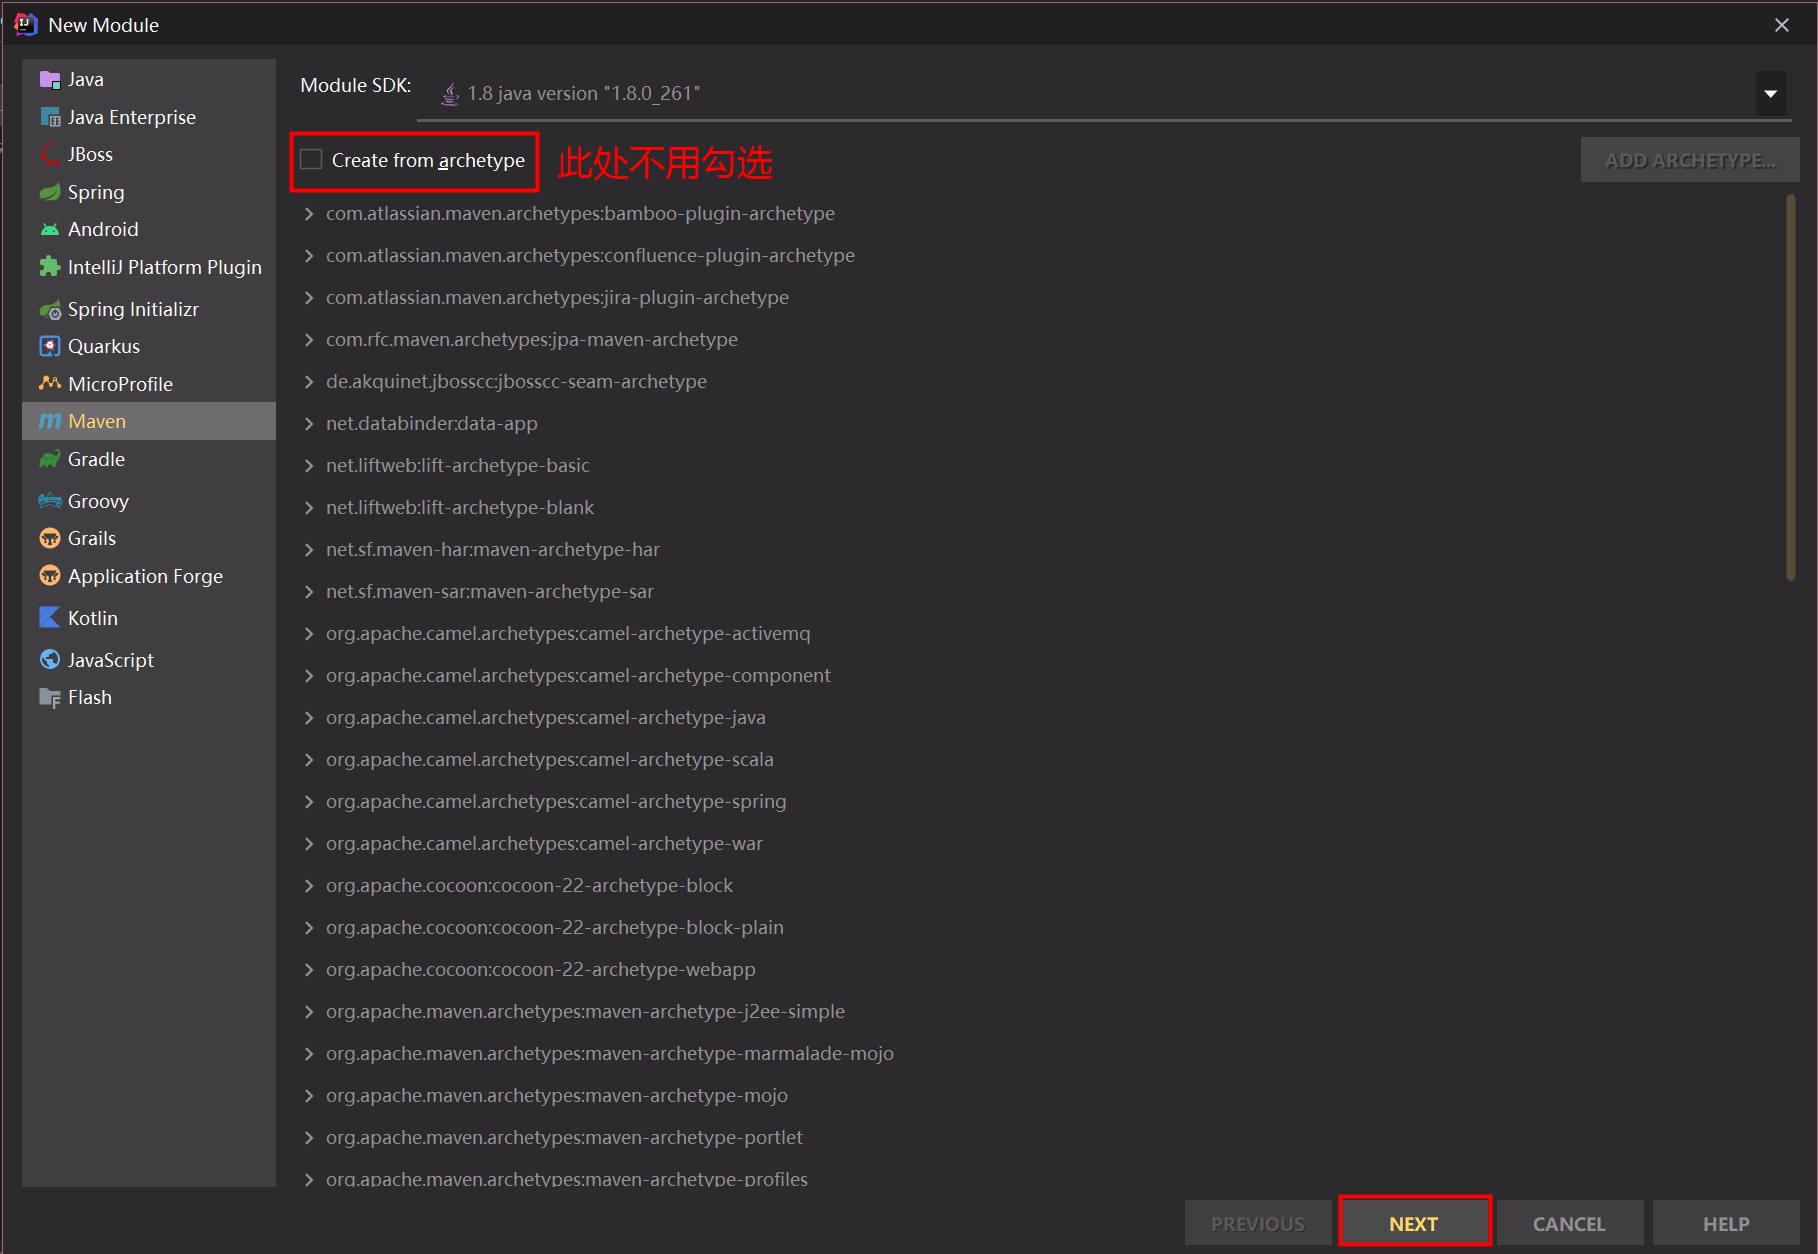 New Module
Java
Java Enterprise
JBoss
Spring
Android
IntelliJ Platform Plugin
Spring Initializr
Quarkus
MicroProfile
Maven
Gradle
Groovy
Grails
Application Forge
Kotlin
JavaScript
Flash
Module SDK: 1.8 java version "1.8.0_261"
Create from archetype 此处不用勾选 ADD ARCHETYPE...
com.atlassian.maven.archetypes:bamboo-plugin-archetype
com.atlassian.maven.archetypes:confluence-plugin-archetype
com.atlassian.maven.archetypes:jira-plugin-archetype
com.rfc.maven.archetypes:jpa-maven-archetype
de.akquinet.jbosscc:jbosscc-seam-archetype
net.databinder:data-app
net.liftweb:lift-archetype-basic
net.liftweb:lift-archetype-blank
net.sf.maven-har:maven-archetype-har
net.sf.maven-sar:maven-archetype-sar
org.apache.camel.archetypes:camel-archetype-activemq
org.apache.camel.archetypes:camel-archetype-component
org.apache.camel.archetypes:camel-archetype-java
org.apache.camel.archetypes:camel-archetype-scala
org.apache.camel.archetypes:camel-archetype-spring
org.apache.camel.archetypes:camel-archetype-war
org.apache.cocoon:cocoon-22-archetype-block
org.apache.cocoon:cocoon-22-archetype-block-plain
org.apache.cocoon:cocoon-22-archetype-webapp
org.apache.maven.archetypes:maven-archetype-j2ee-simple
org.apache.maven.archetypes:maven-archetype-marmalade-mojo
org.apache.maven.archetypes:maven-archetype-mojo
org.apache.maven.archetypes:maven-archetype-portlet
org.apache.maven.archetypes:maven-archetype-profiles
PREVIOUS NEXT CANCEL HELP